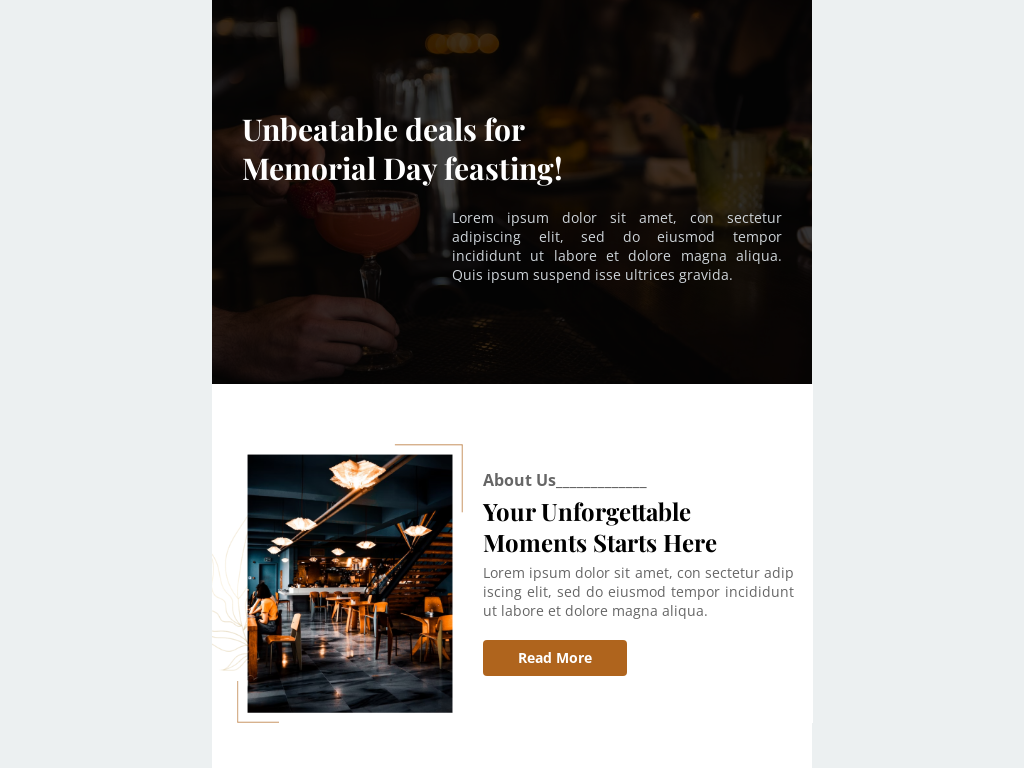 Unbeatable deals for
Memorial Day feasting!
Lorem ipsum dolor sit amet, con sectetur
adipiscing elit, sed do eiusmod tempor
incididunt ut labore et dolore magna aliqua.
Quis ipsum suspend isse ultrices gravida.
About Us_____________
Your Unforgettable
Moments Starts Here
Lorem ipsum dolor sit amet, con sectetur adip
iscing elit, sed do eiusmod tempor incididunt
ut labore et dolore magna aliqua.
Read More